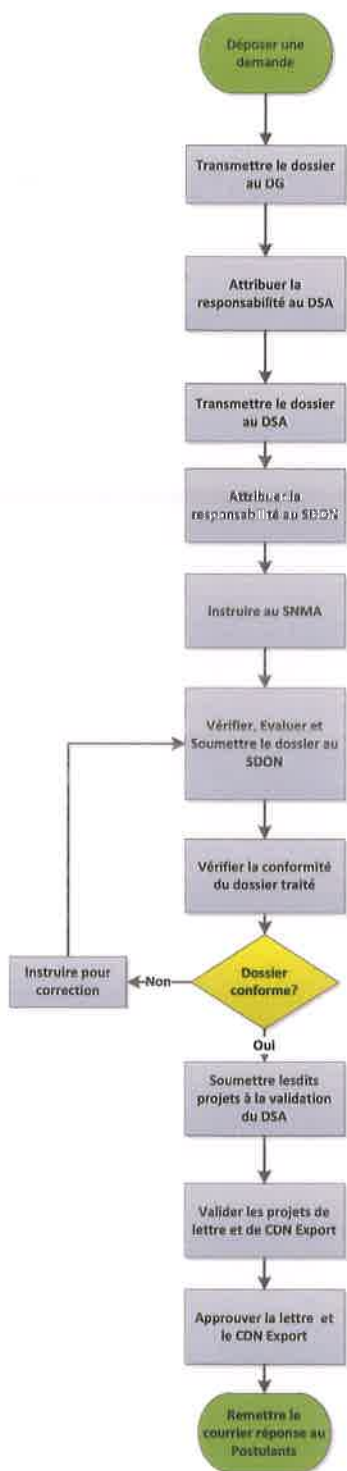 Déposer une
demande
Transmettre le dossier
au DG
Attribuer la
responsabilité au DSA
Transmettre le dossier
au DSA
Attribuer la
responsabilité au SDON
Instruire au SNMA
Vérifier, Evaluer et
Soumettre le dossier au
SDON
Vérifier la conformité
du dossier traité
Instruire pour
correction
Non
Dossier
conforme?
Oui
Soumettre lesdits
projets à la validation
du DSA
Valider les projets de
lettre et de CDN Export
Approuver la lettre et
le CDN Export
Remettre le
courrier réponse au
Postulants